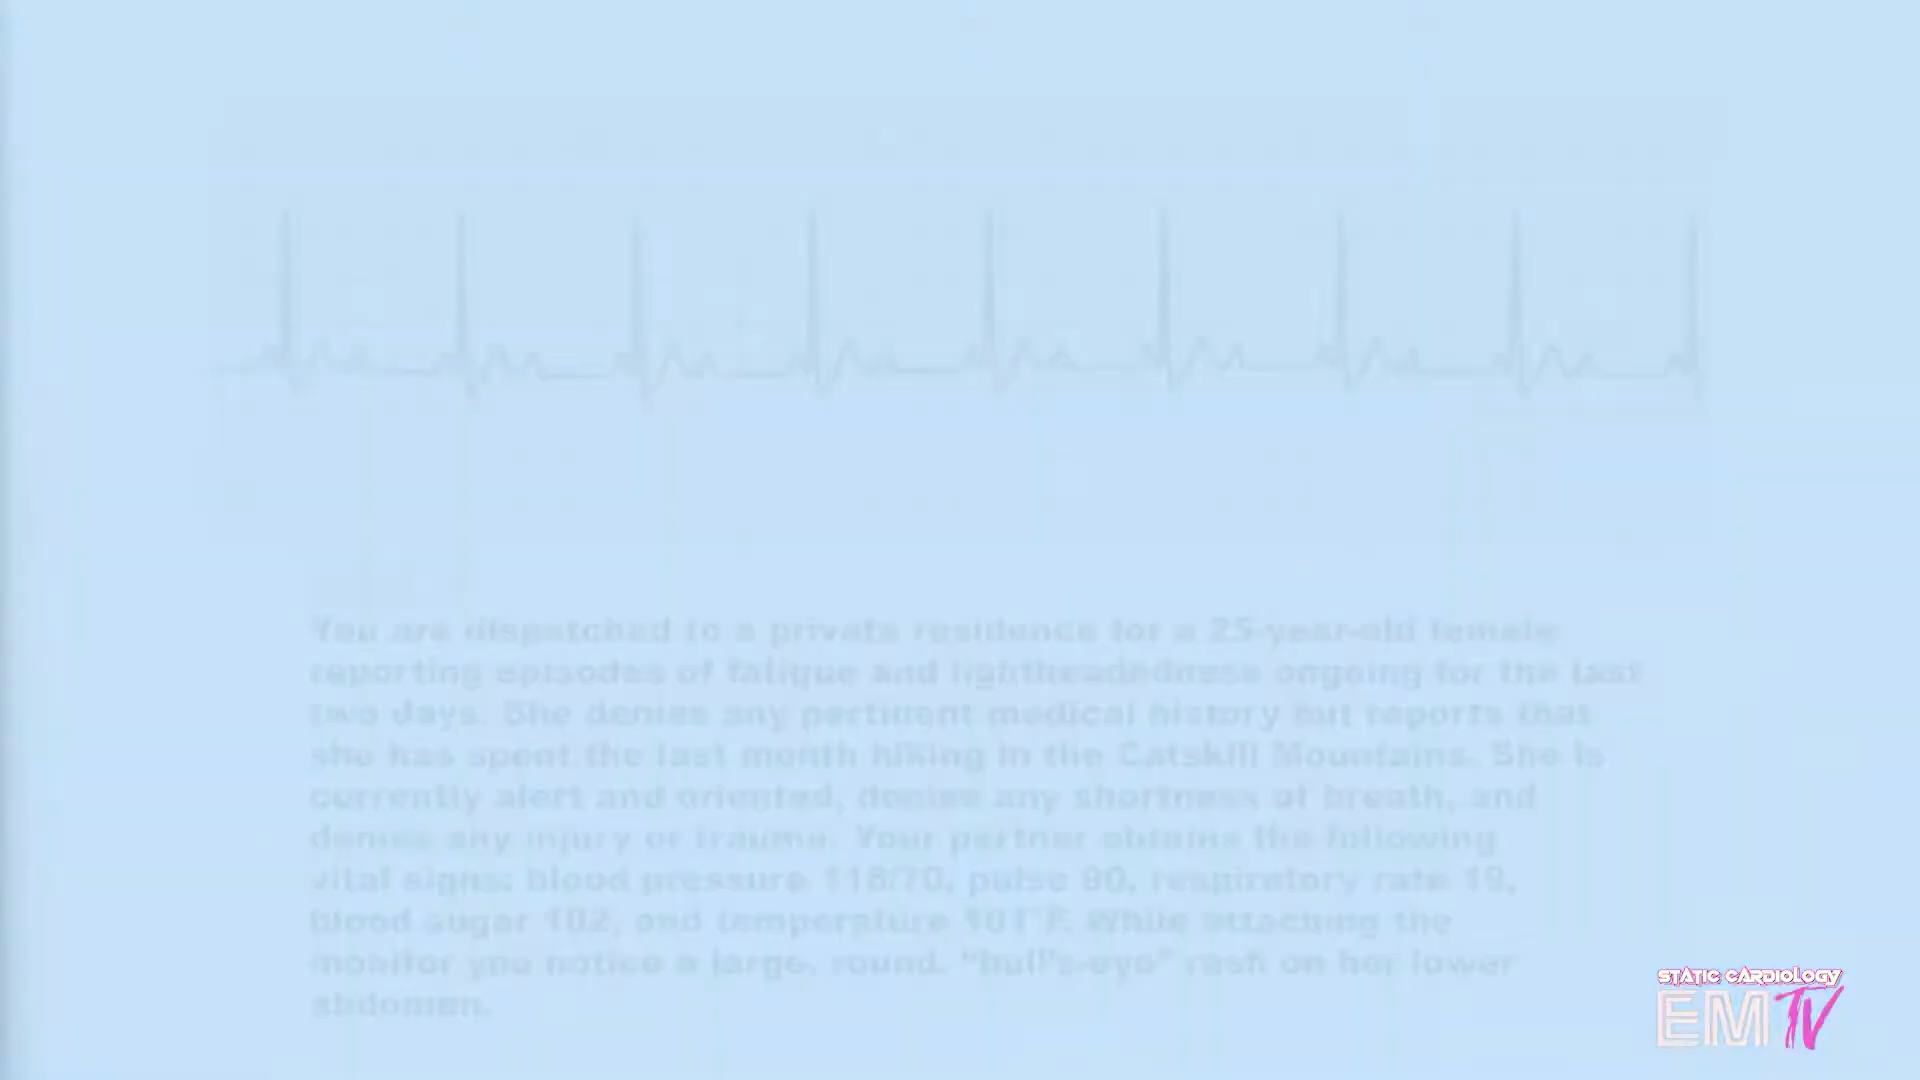 You are dispatched to a private residence for a 25-year-old female
reporting episodes of fatigue and lightheadedness ongoing for the last
two days. She denies any pertinent medical history but reports that
she has spent the last month hiking in the Catskill Mountains. She is
currently alert and oriented, denies any shortness of breath, and
denies any injury or trauma. Your partner obtains the following
vital signs: blood pressure 118/70, pulse 90, respiratory rate 19,
blood sugar 102, and temperature 101°F. While attaching the
monitor you notice a large, round, "bull's-eye" rash on her lower
abdomen.
STATIC CARDIOLOGY
EMTV